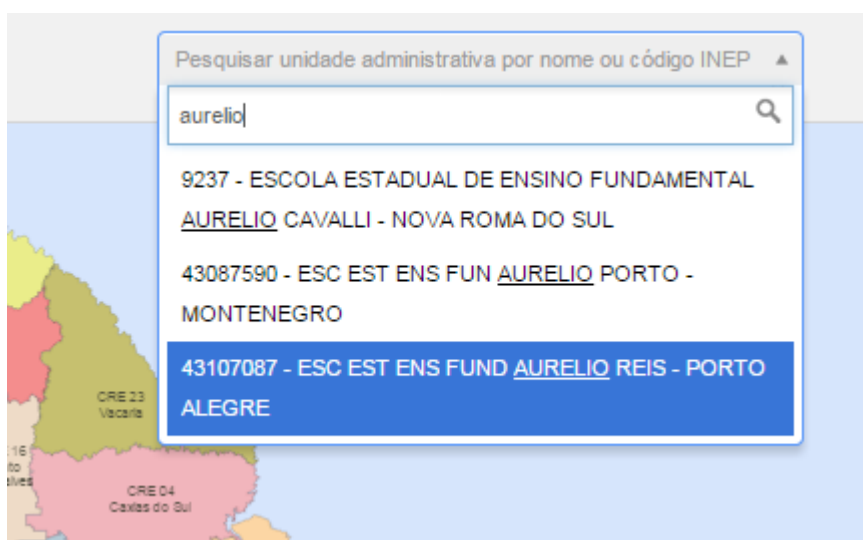 Pesquisar unidade administrativa por nome ou código INEP
aurelio
9237 - ESCOLA ESTADUAL DE ENSINO FUNDAMENTAL
AURELIO CAVALLI - NOVA ROMA DO SUL
43087590 - ESC EST ENS FUN AURELIO PORTO -
MONTENEGRO
43107087 - ESC EST ENS FUND AURELIO REIS - PORTO
ALEGRE
CRE 23
Vacaria
16
CRE 04
Caxias do Sul